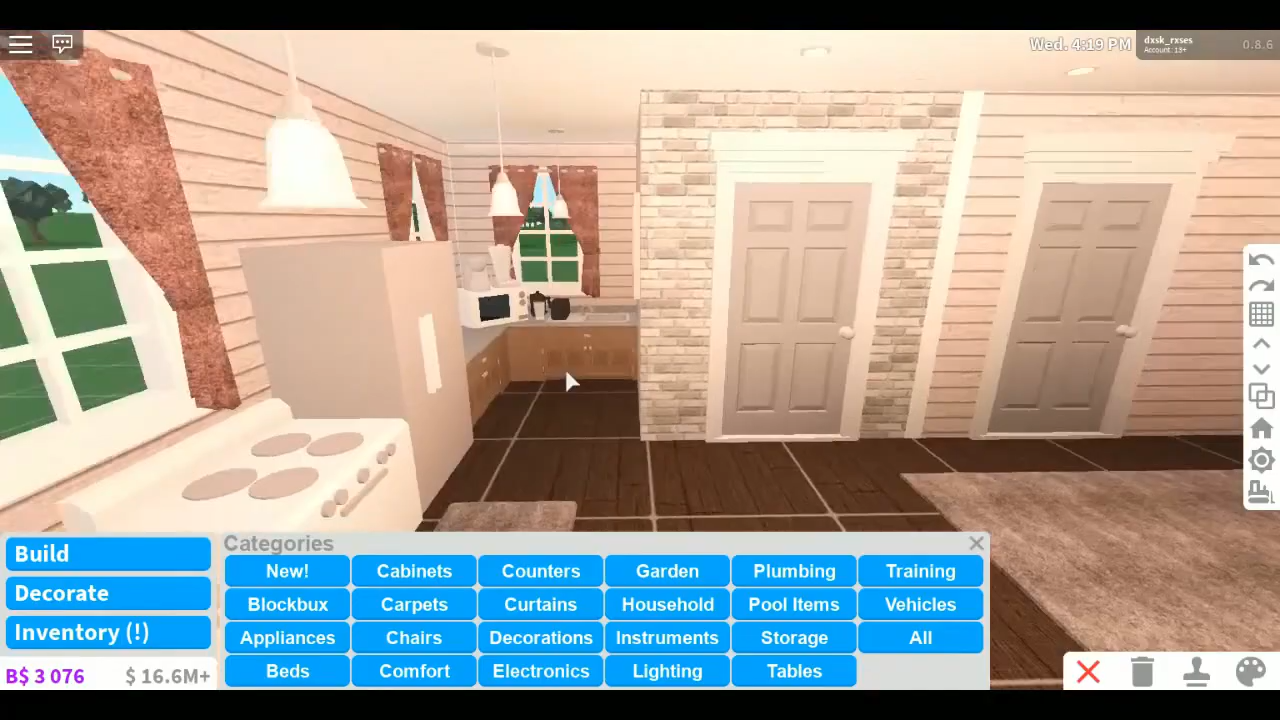 Wed. 4:19 PM
dxsk_rxses
Account: 13+
0.8.6
Build
Decorate
Inventory (!)
B$ 3 076
$ 16.6M+
Categories
New! Cabinets Counters Garden Plumbing Training
Blockbux Carpets Curtains Household Pool Items Vehicles
Appliances Chairs Decorations Instruments Storage All
Beds Comfort Electronics Lighting Tables